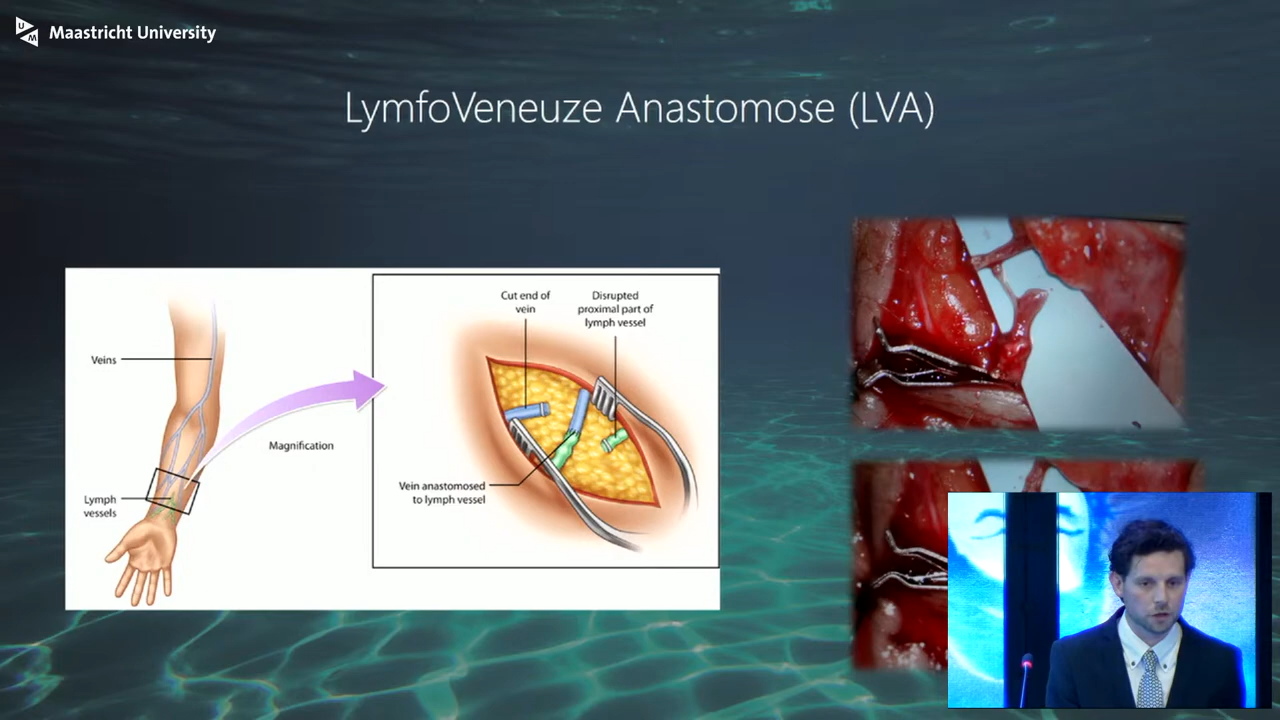 UM
Maastricht University
LymfoVeneuze Anastomose (LVA)
Cut end of
vein
Disrupted
proximal part of
lymph vessel
Veins
Magnification
Vein anastomosed
to lymph vessel
Lymph
vessels